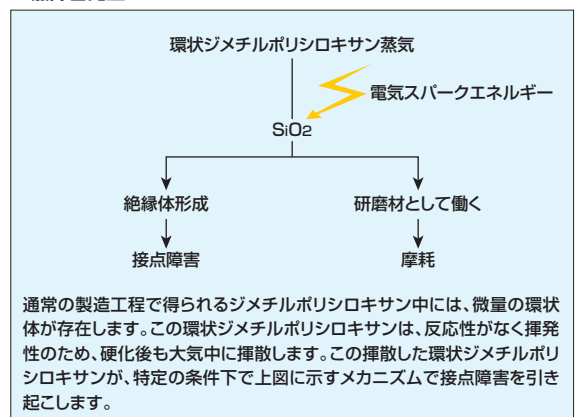 環状ジメチルポリシロキサン蒸気
電気スパークエネルギー
SiO2
絶縁体形成
研磨材として働く
接点障害
摩耗
通常の製造工程で得られるジメチルポリシロキサン中には、微量の環状
体が存在します。この環状ジメチルポリシロキサンは、反応性がなく揮発
性のため、硬化後も大気中に揮散します。この揮散した環状ジメチルポリ
シロキサンが、特定の条件下で上図に示すメカニズムで接点障害を引き
起こします。